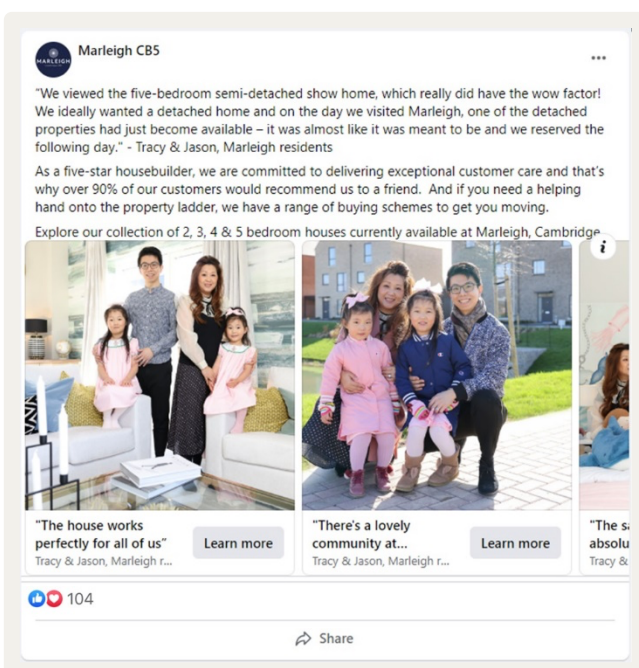 MARLEIGH
Marleigh CB5
"We viewed the five-bedroom semi-detached show home, which really did have the wow factor!
We ideally wanted a detached home and on the day we visited Marleigh, one of the detached
properties had just become available – it was almost like it was meant to be and we reserved the
following day." - Tracy & Jason, Marleigh residents
As a five-star housebuilder, we are committed to delivering exceptional customer care and that's
why over 90% of our customers would recommend us to a friend. And if you need a helping
hand onto the property ladder, we have a range of buying schemes to get you moving.
Explore our collection of 2, 3, 4 & 5 bedroom houses currently available at Marleigh, Cambridge
i
"The house works
perfectly for all of us"
Tracy & Jason, Marleigh r...
Learn more
"There's a lovely
community at...
Tracy & Jason, Marleigh r...
Learn more
"The sa
absolu
Tracy &
104
Share